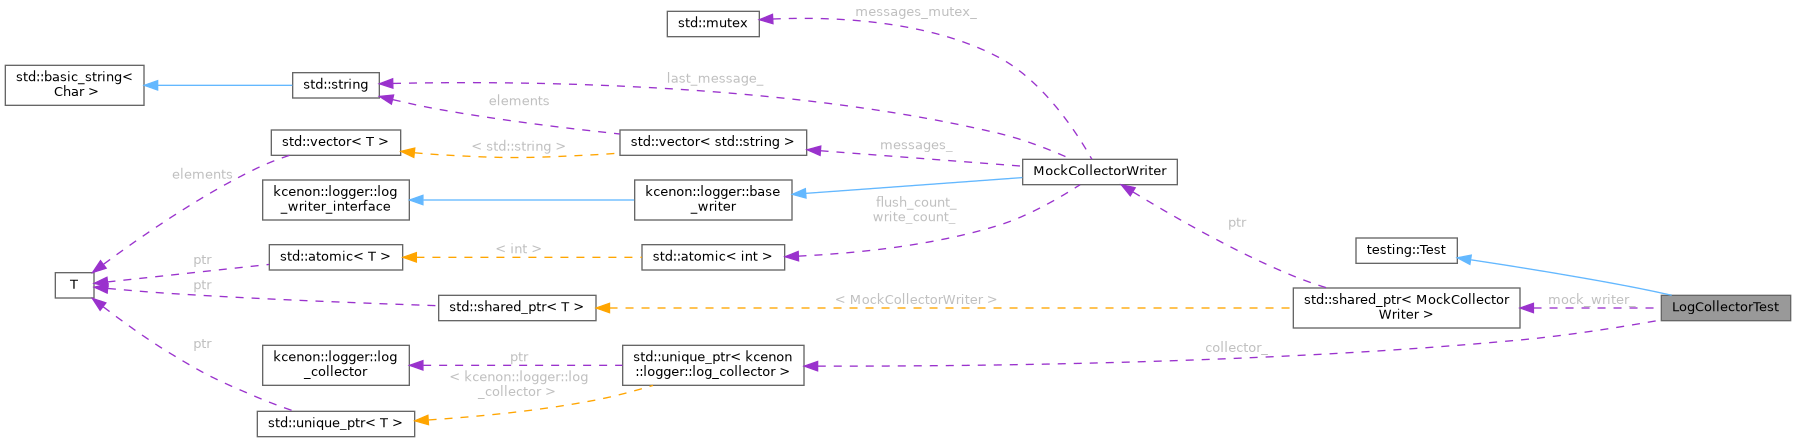 messages_mutex_
std::mutex
std::basic_string<
Char >
std::string
last_message_
elements
std::vector< T >
< std::string >
std::vector< std::string >
messages_
MockCollectorWriter
elements
kcenon::logger::log
_writer_interface
kcenon::logger::base
_writer
flush_count_
write_count_
ptr
testing::Test
std::atomic< T >
< int >
std::atomic< int >
ptr
T
ptr
std::shared_ptr< T >
< MockCollectorWriter >
std::shared_ptr< MockCollector
Writer >
mock_writer_
LogCollectorTest
ptr
kcenon::logger::log
_collector
ptr
std::unique_ptr< kcenon
::logger::log_collector >
collector_
< kcenon::logger::log
_collector >
std::unique_ptr< T >